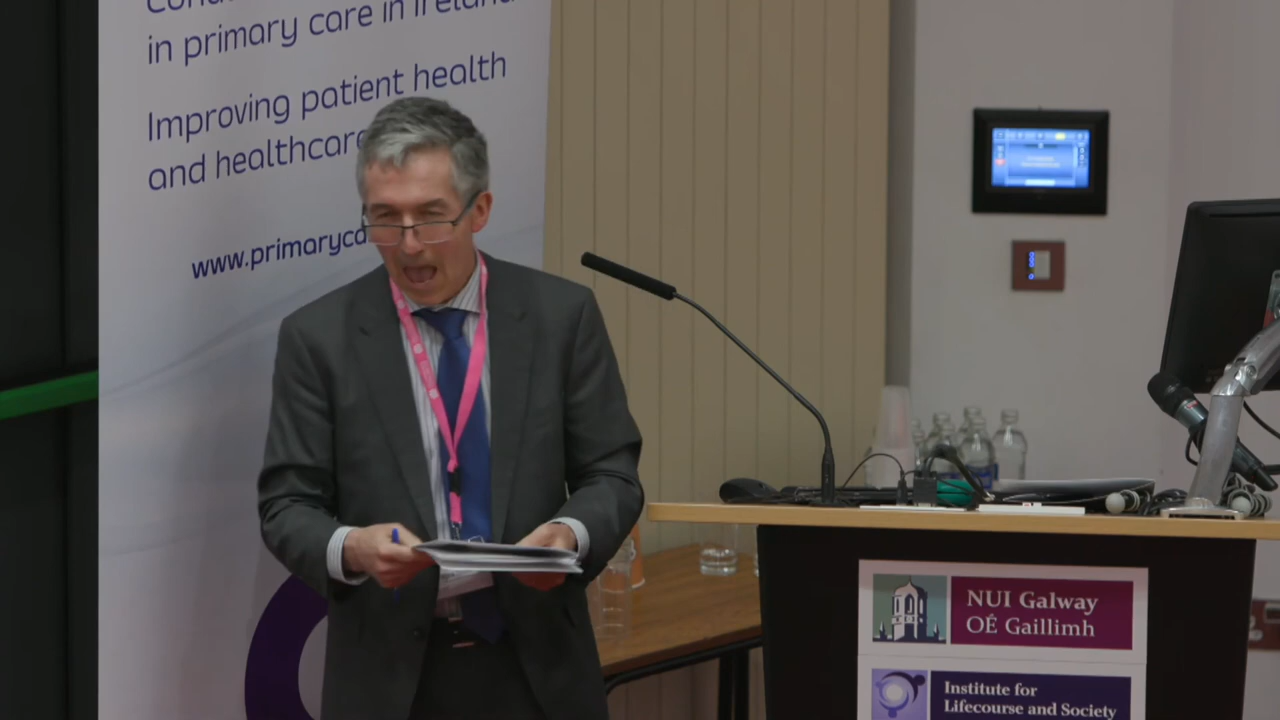 in primary care in Ireland
Improving patient health
and healthcare
www.primaryca
NUI Galway
OÉ Gaillimh
Institute for
Lifecourse and Society